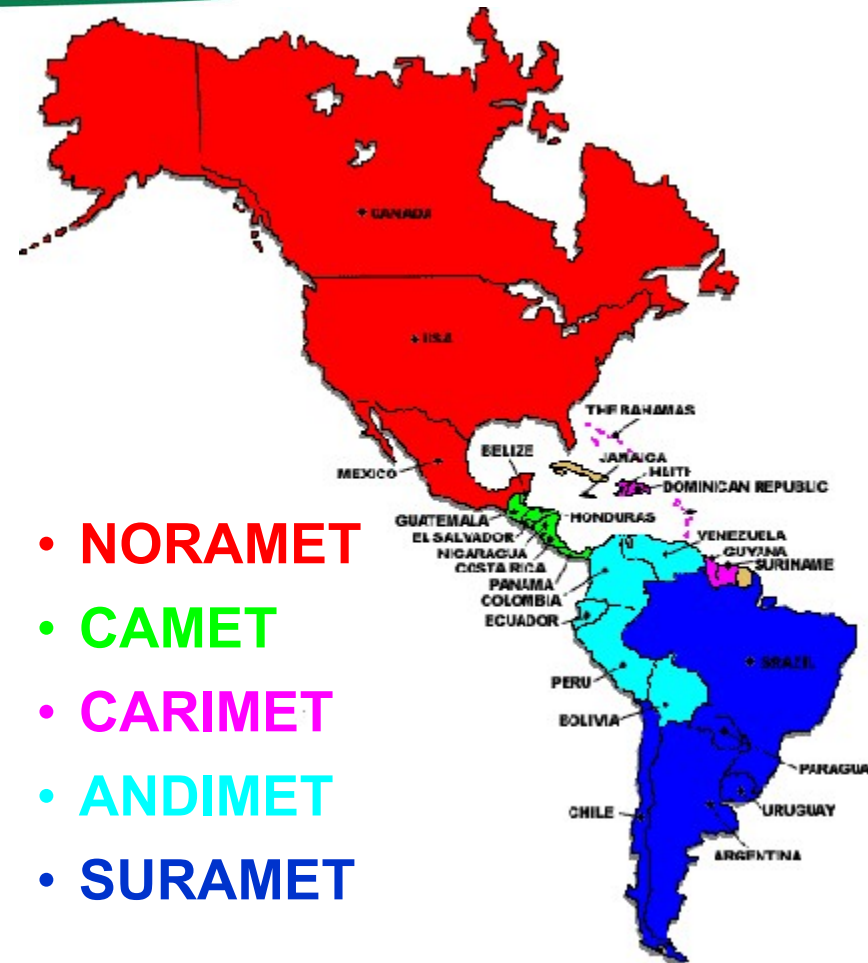 CANADA
USA
THE BAHAMAS
JAMAICA
BELIZE
HAITI
MEXICO
DOMINICAN REPUBLIC
GUATEMALA
HONDURAS
EL SALVADOR
NICARAGUA
COSTA RICA
PANAMA
VENEZUELA
GUYANA
SURINAME
COLOMBIA
ECUADOR
BRAZIL
PERU
BOLIVIA
PARAGUA
CHILE
URUGUAY
ARGENTINA
• NORAMET
• CAMET
• CARIMET
• ANDIMET
• SURAMET